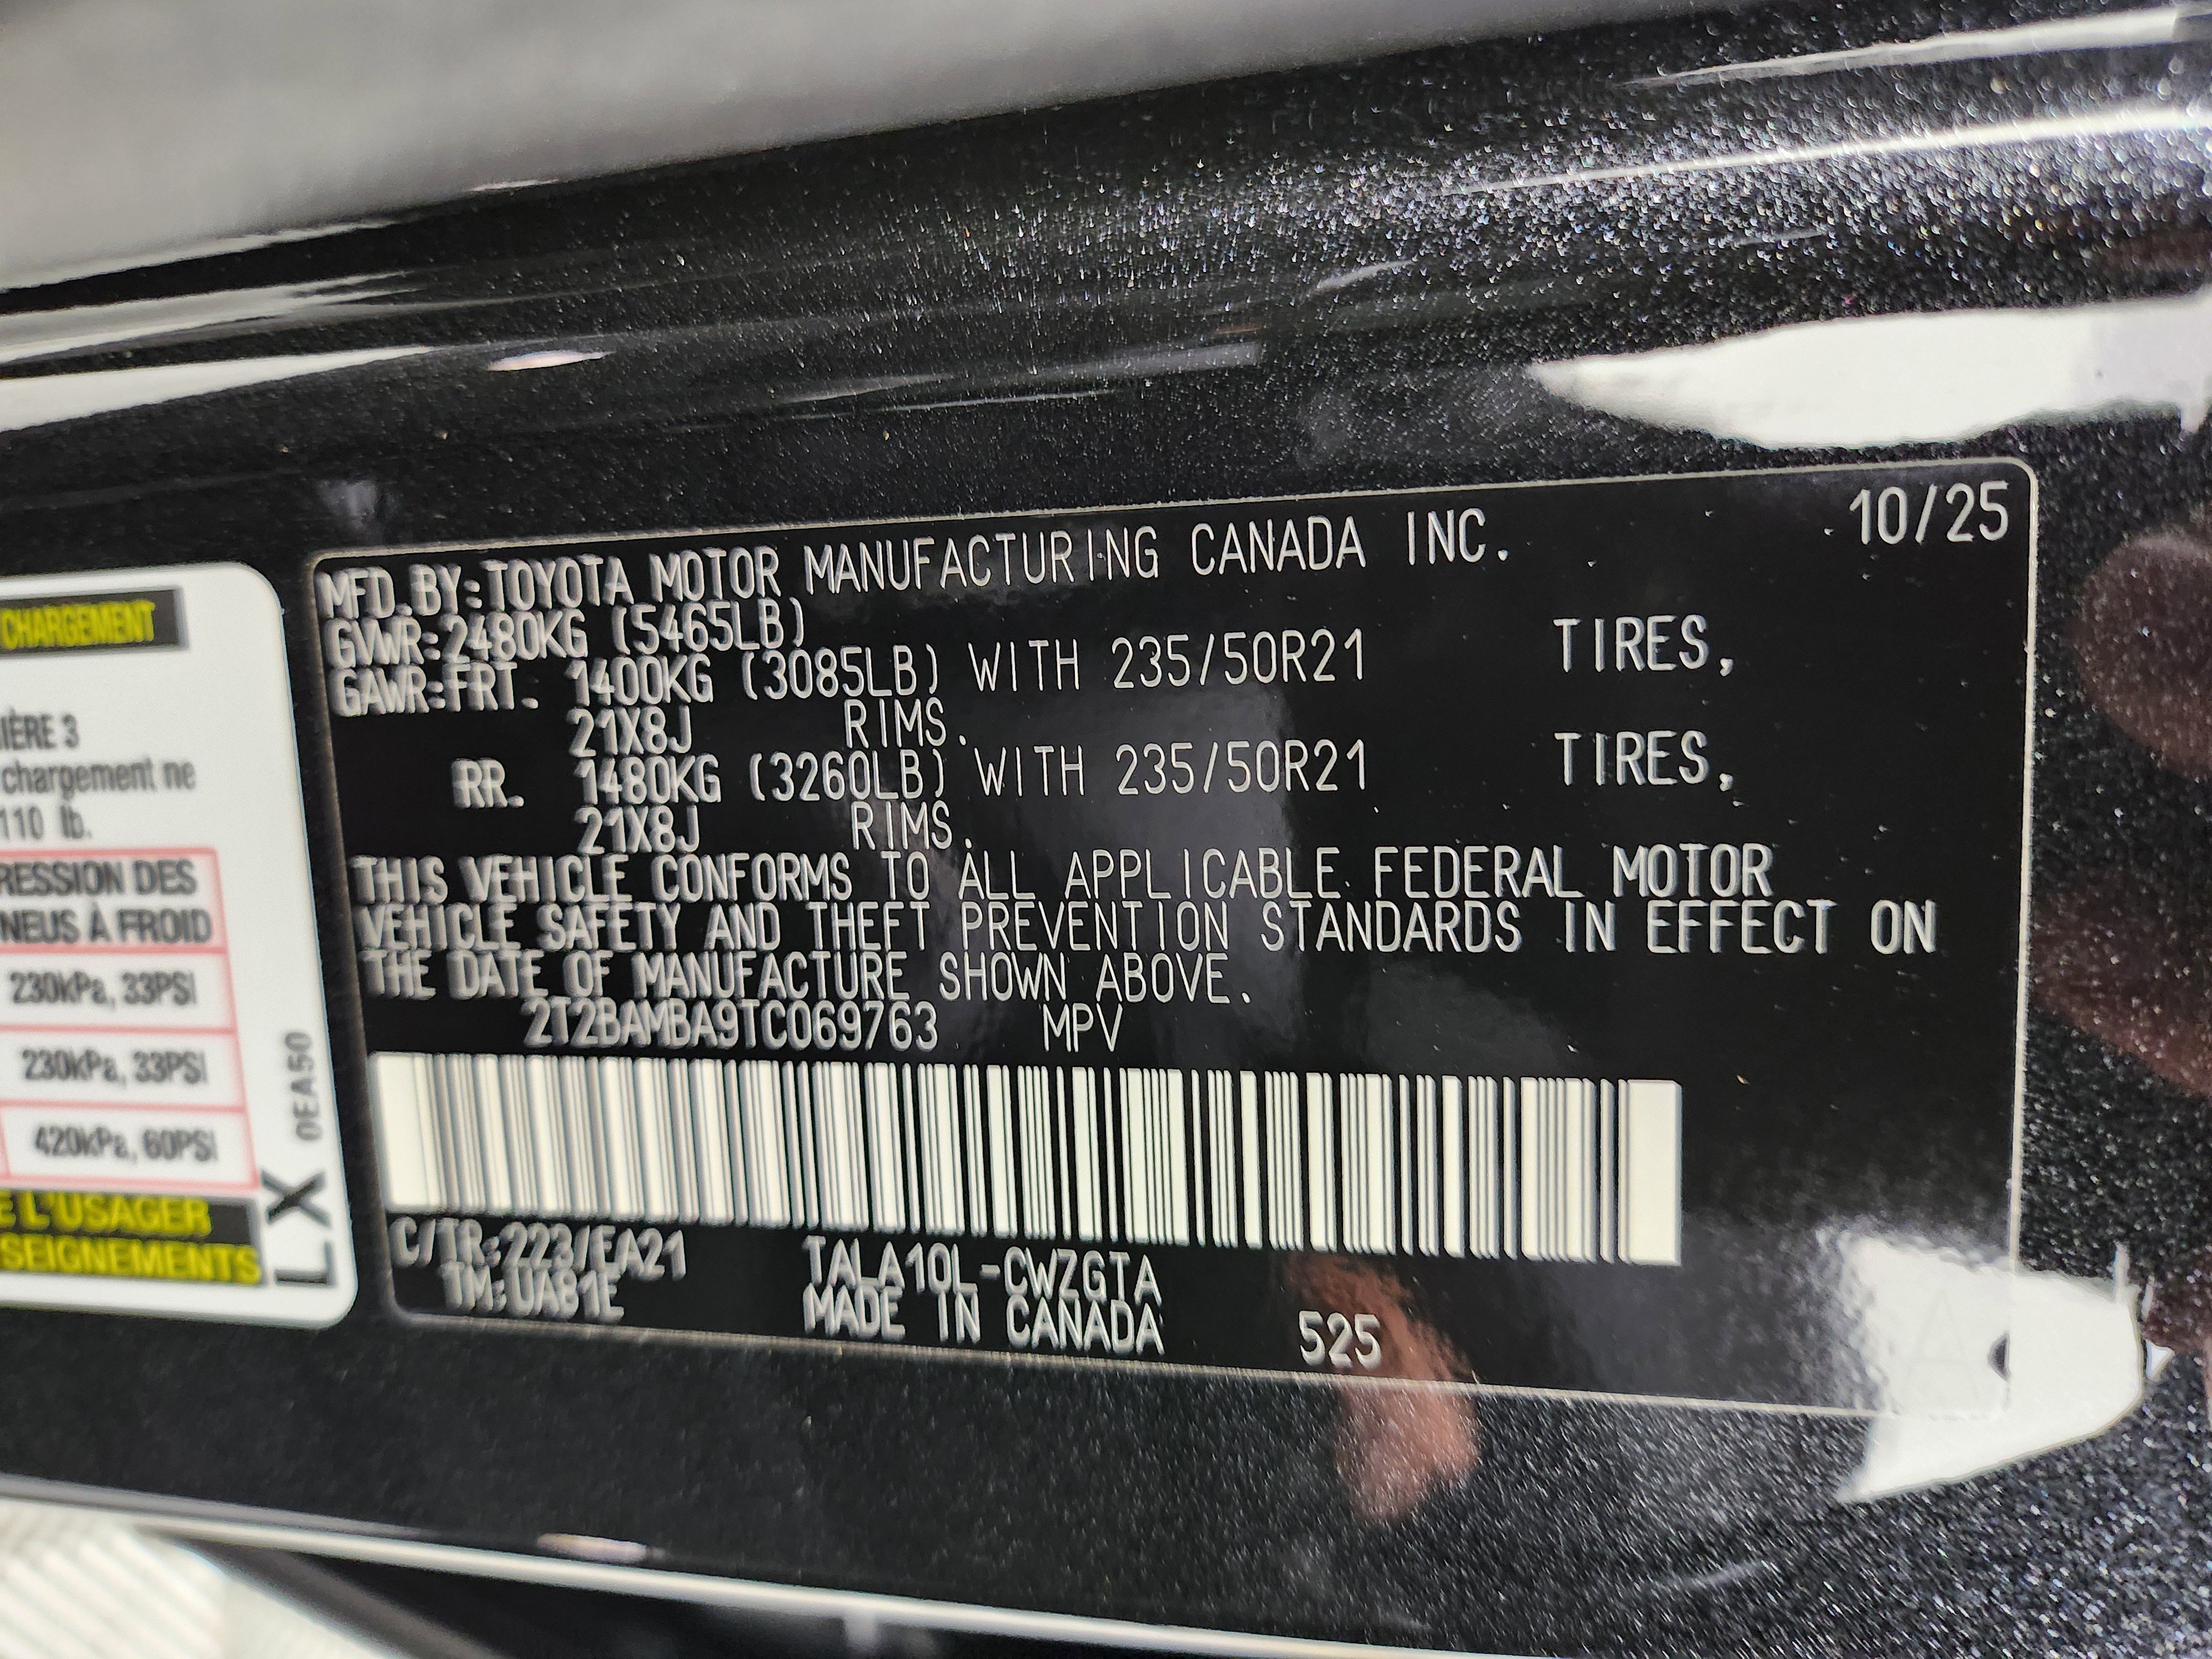 CHARGEMENT
IÈRE 3
chargement ne
110 lb.
RESSION DES
NEUS À FROID
230kPa, 33PSI
230kPa, 33PSI
420kPa, 60PSI
E L'USAGER
SEIGNEMENTS
LX 0EA50
10/25
MFD.BY:TOYOTA MOTOR MANUFACTURING CANADA INC.
GVWR:2480KG (5465LB)
GAWR:FRT. 1400KG (3085LB) WITH 235/50R21 TIRES,
21X8J RIMS.
RR. 1480KG (3260LB) WITH 235/50R21 TIRES,
21X8J RIMS.
THIS VEHICLE CONFORMS TO ALL APPLICABLE FEDERAL MOTOR
VEHICLE SAFETY AND THEFT PREVENTION STANDARDS IN EFFECT ON
THE DATE OF MANUFACTURE SHOWN ABOVE.
2T2BAMBA9TC069763 MPV
C/TR:223/EA21 TALA10L-CWZGTA
TM:UA81E MADE IN CANADA 525